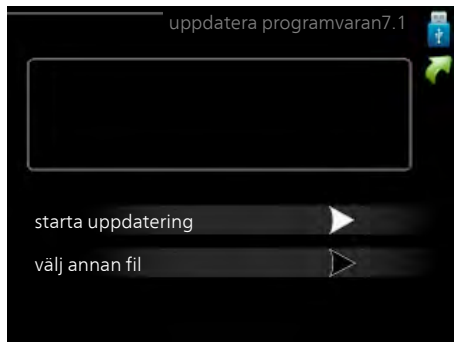 uppdatera programvaran7.1
starta uppdatering
välj annan fil